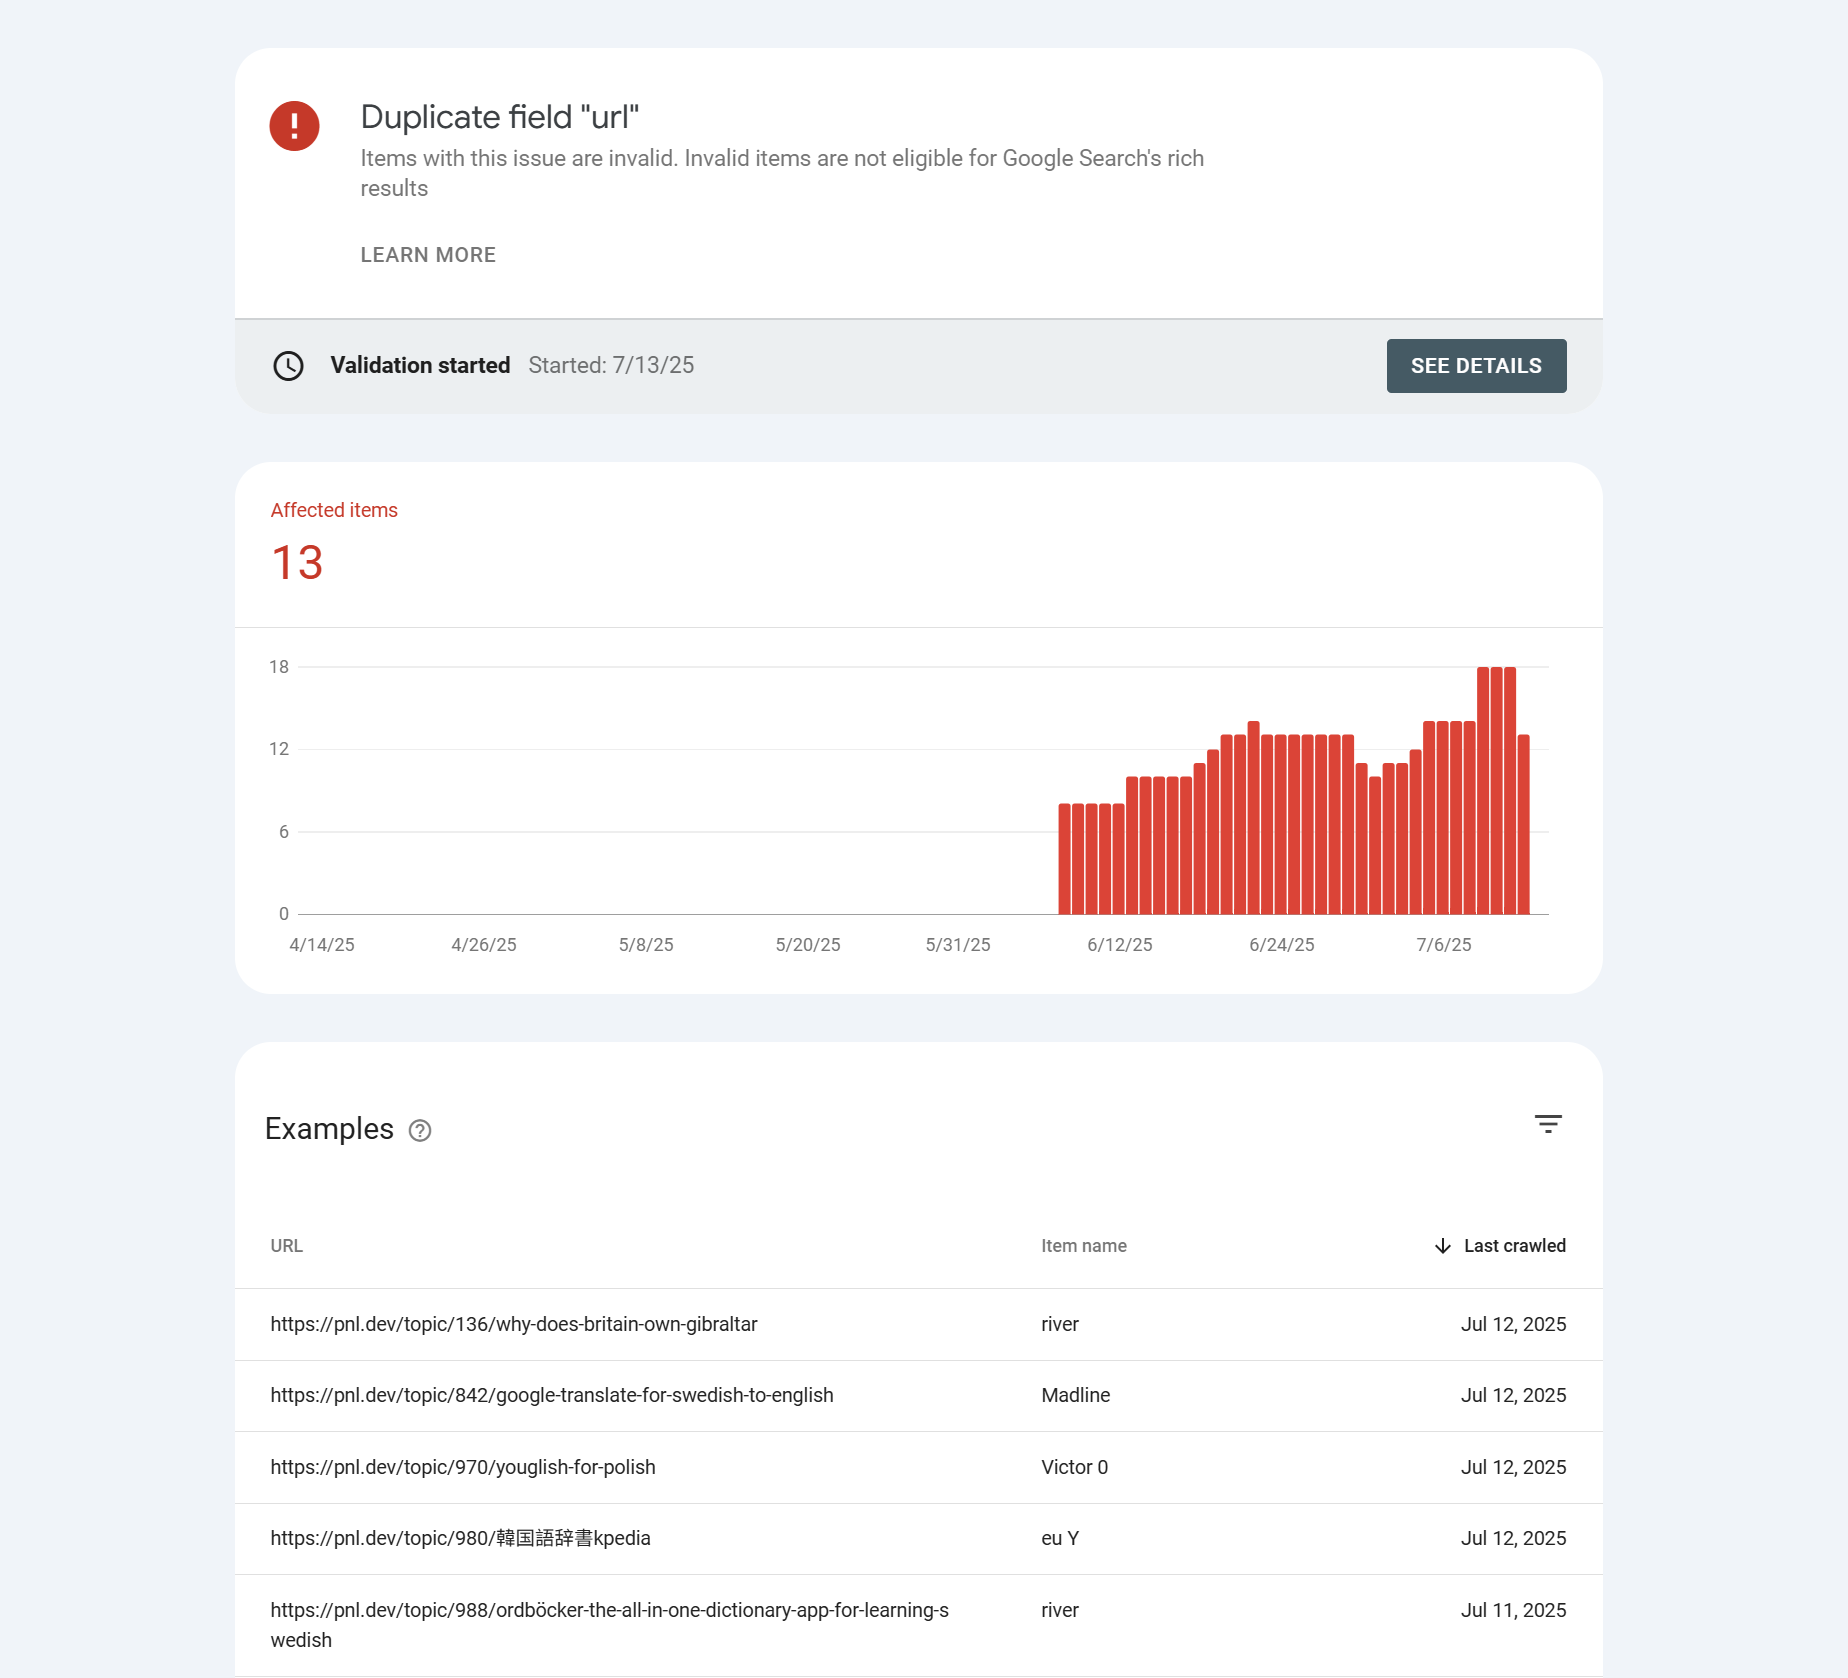 Duplicate field "url"
Items with this issue are invalid. Invalid items are not eligible for Google Search's rich
results
LEARN MORE
Validation started Started: 7/13/25
SEE DETAILS
Affected items
13
18
12
6
0
4/14/25 4/26/25 5/8/25 5/20/25 5/31/25 6/12/25 6/24/25 7/6/25
Examples
URL Item name Last crawled
https://pnl.dev/topic/136/why-does-britain-own-gibraltar river Jul 12, 2025
https://pnl.dev/topic/842/google-translate-for-swedish-to-english Madline Jul 12, 2025
https://pnl.dev/topic/970/youglish-for-polish Victor 0 Jul 12, 2025
https://pnl.dev/topic/980/韓国語辞書kpedia eu Y Jul 12, 2025
https://pnl.dev/topic/988/ordböcker-the-all-in-one-dictionary-app-for-learning-s river Jul 11, 2025
wedish